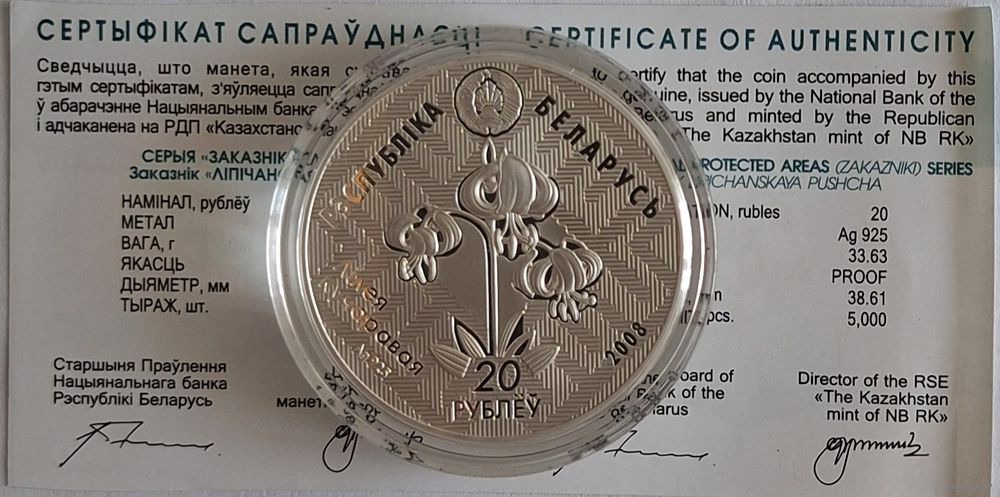 СЕРТЫФІКАТ САПРАЎДНАСЦІ
Сведчыцца, што манета, якая
гэтым сертыфікатам, з'яўляецца
ў абарачэнне Нацыянальным банка
і адчаканена на РДП
СЕРЫЯ
Заказнік
НАМІНАЛ, рублёў
МЕТАЛ
ВАГА, г
ЯКАСЦЬ
ДЫЯМЕТР, мм
ТЫРАЖ, шт.
Старшыня Праўлення
Нацыянальнага банка
Рэспублікі Беларусь
CERTIFICATE OF AUTHENTICITY
to certify that the coin accompanied by this
genuine, issued by the National Bank of the
Belarus and minted by the Republican
«The Kazakhstan mint of NB RK»
PROTECTED AREAS (ZAKAZNIKI) SERIES
PUSHCHA
rubles 20
Ag 925
33.63
PROOF
38.61
pcs. 5,000
board of
of the
Director of the RSE
«The Kazakhstan
mint of NB RK»
РЭСПУБЛІКА БЕЛАРУСЬ
Лілея
2008
20
РУБЛЁЎ